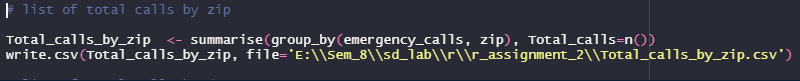 # list of total calls by zip
Total_calls_by_zip  <- summarise(group_by(emergency_calls, zip), Total_calls=n())
write.csv(Total_calls_by_zip, file='E:\\Sem_8\\sd_lab\\r\\r_assignment_2\\Total_calls_by_zip.csv')